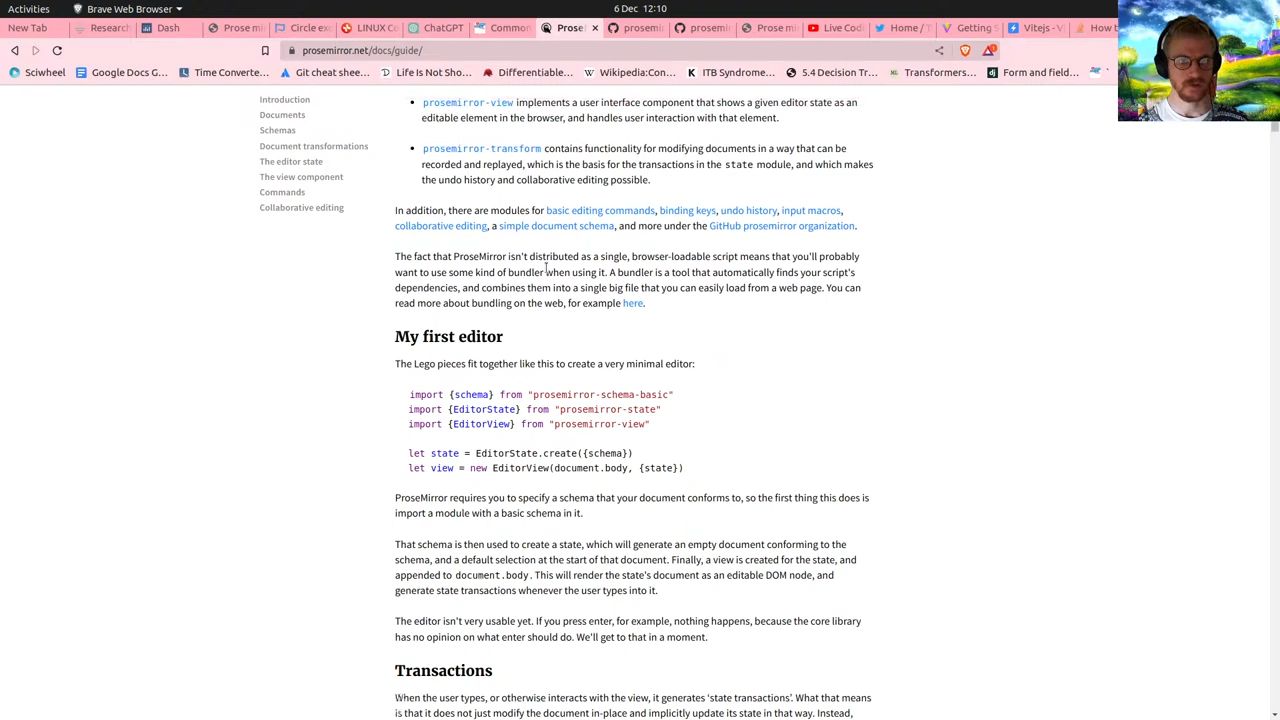 Activities
Brave Web Browser
6 Dec 12:10
New Tab
Research
Dash
Prose mi
Circle ex
LINUX Co
ChatGPT
Common
Prose
prosemirr
prosemirr
Prose mi
Live Cod
Home / T
Getting S
Vitejs - V
How to b
prosemirror.net/docs/guide/
Sciwheel
Google Docs G...
Time Converte...
Git cheat shee...
Life Is Not Sho...
Differentiable...
Wikipedia:Con...
ITB Syndrome...
5.4 Decision Tr...
Transformers...
Form and field...
Introduction
Documents
Schemas
Document transformations
The editor state
The view component
Commands
Collaborative editing
prosemirror-view implements a user interface component that shows a given editor state as an
editable element in the browser, and handles user interaction with that element.
prosemirror-transform contains functionality for modifying documents in a way that can be
recorded and replayed, which is the basis for the transactions in the state module, and which makes
the undo history and collaborative editing possible.
In addition, there are modules for basic editing commands, binding keys, undo history, input macros,
collaborative editing, a simple document schema, and more under the GitHub prosemirror organization.
The fact that ProseMirror isn't distributed as a single, browser-loadable script means that you'll probably
want to use some kind of bundler when using it. A bundler is a tool that automatically finds your script's
dependencies, and combines them into a single big file that you can easily load from a web page. You can
read more about bundling on the web, for example here.
My first editor
The Lego pieces fit together like this to create a very minimal editor:
import {schema} from "prosemirror-schema-basic"
import {EditorState} from "prosemirror-state"
import {EditorView} from "prosemirror-view"
let state = EditorState.create({schema})
let view = new EditorView(document.body, {state})
ProseMirror requires you to specify a schema that your document conforms to, so the first thing this does is
import a module with a basic schema in it.
That schema is then used to create a state, which will generate an empty document conforming to the
schema, and a default selection at the start of that document. Finally, a view is created for the state, and
appended to document.body. This will render the state's document as an editable DOM node, and
generate state transactions whenever the user types into it.
The editor isn't very usable yet. If you press enter, for example, nothing happens, because the core library
has no opinion on what enter should do. We'll get to that in a moment.
Transactions
When the user types, or otherwise interacts with the view, it generates ‘state transactions’. What that means
is that it does not just modify the document in-place and implicitly update its state in that way. Instead,